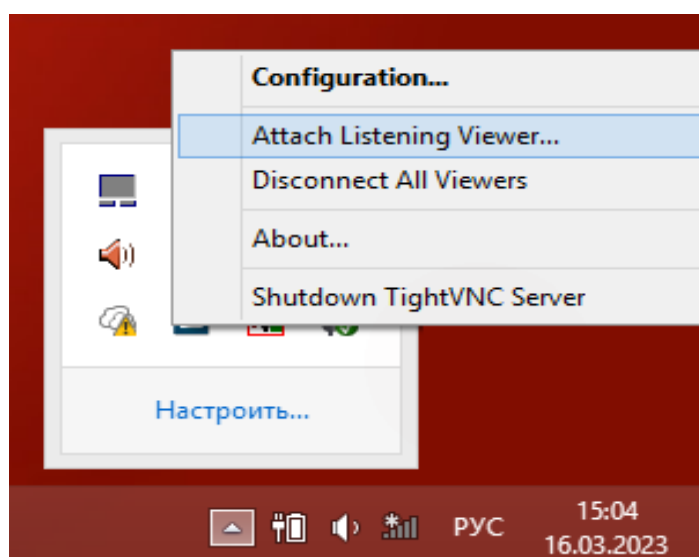 Configuration...
Attach Listening Viewer...
Disconnect All Viewers
About...
Shutdown TightVNC Server
Настроить...
РУС
15:04
16.03.2023